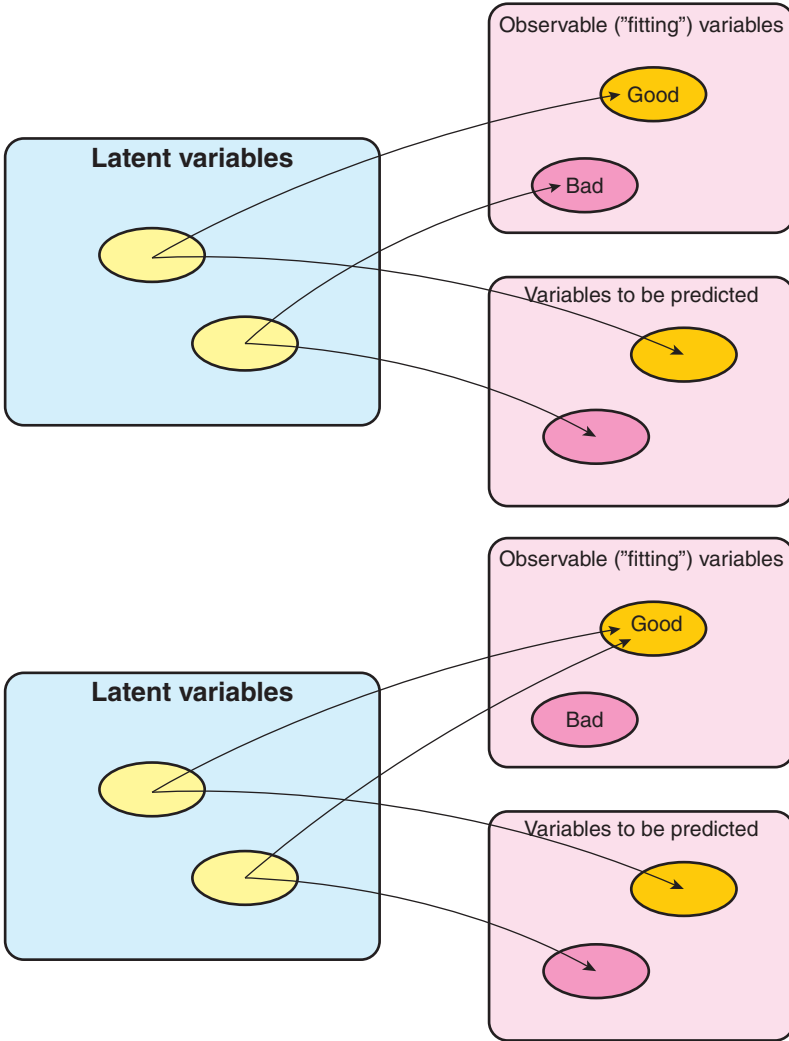 Observable (”fitting”) variables
Good
Latent variables
Bad
Variables to be predicted
Observable (”fitting”) variables
Good
Latent variables
Bad
Variables to be predicted